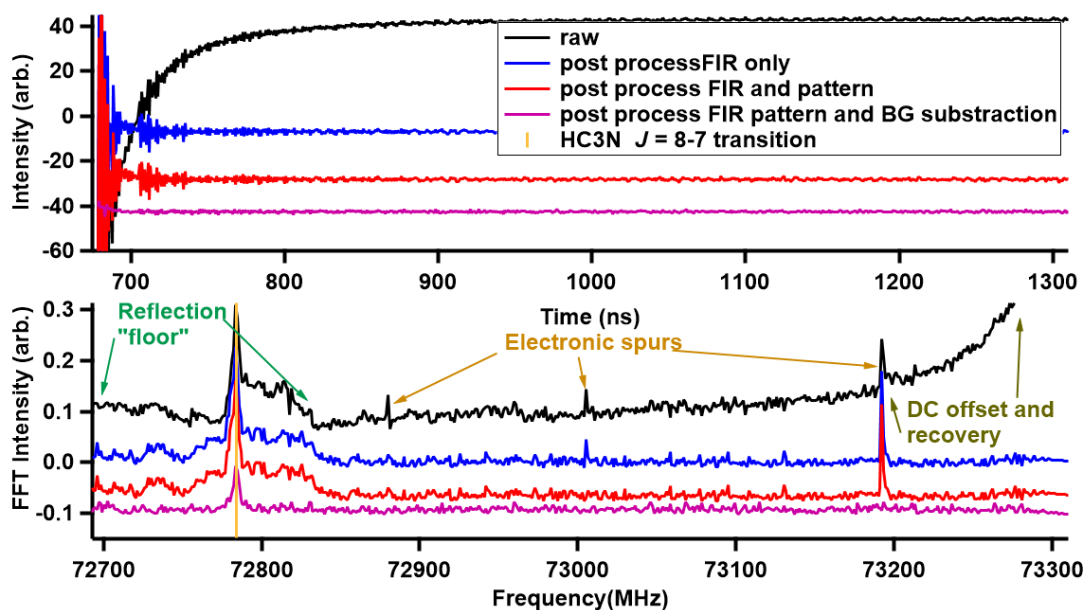 40
20
0
-20
-40
-60
Intensity (arb.)
raw
post processFIR only
post process FIR and pattern
post process FIR pattern and BG substraction
HC3N J = 8-7 transition
700 800 900 1000 1100 1200 1300
Time (ns)
0.3
0.2
0.1
0.0
-0.1
FFT Intensity (arb.)
Reflection
"floor"
Electronic spurs
DC offset and
recovery
72700 72800 72900 73000 73100 73200 73300
Frequency(MHz)